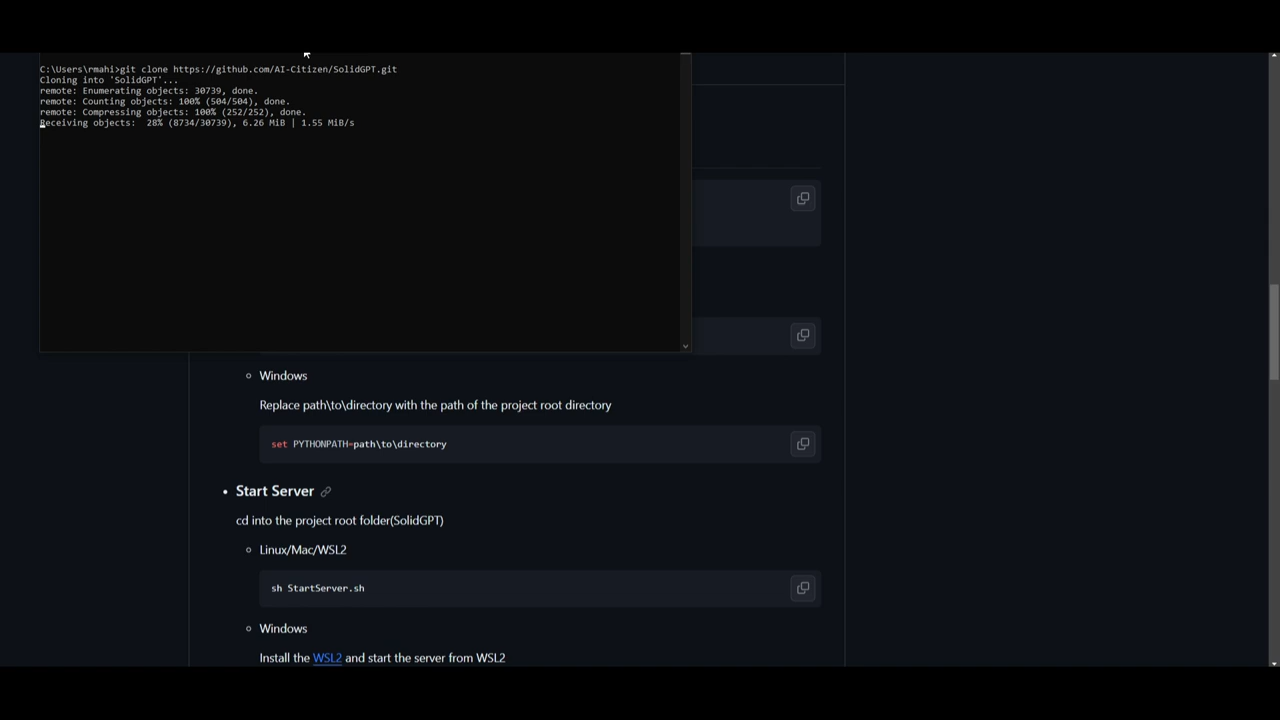 C:\Users\rmahi>git clone https://github.com/AI-Citizen/SolidGPT.git
Cloning into 'SolidGPT'...
remote: Enumerating objects: 30739, done.
remote: Counting objects: 100% (504/504), done.
remote: Compressing objects: 100% (252/252), done.
Receiving objects:  28% (8734/30739), 6.26 MiB | 1.55 MiB/s
Windows
Replace path\to\directory with the path of the project root directory
set PYTHONPATH=path\to\directory
Start Server
cd into the project root folder(SolidGPT)
Linux/Mac/WSL2
sh StartServer.sh
Windows
Install the WSL2 and start the server from WSL2